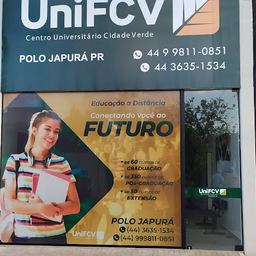 UniFCV
Centro Universitário Cidade Verde
POLO JAPURÁ PR
44 9 9811-0851
44 3635-1534
Educação a Distância
Conectando você ao
FUTURO
+ de 60 cursos de
GRADUAÇÃO
+ de 350 cursos de
PÓS-GRADUAÇÃO
+ de 50 cursos de
EXTENSÃO
POLO JAPURÁ
(44) 3635-1534
(44) 999811-0851
UniFCV
UniFCV